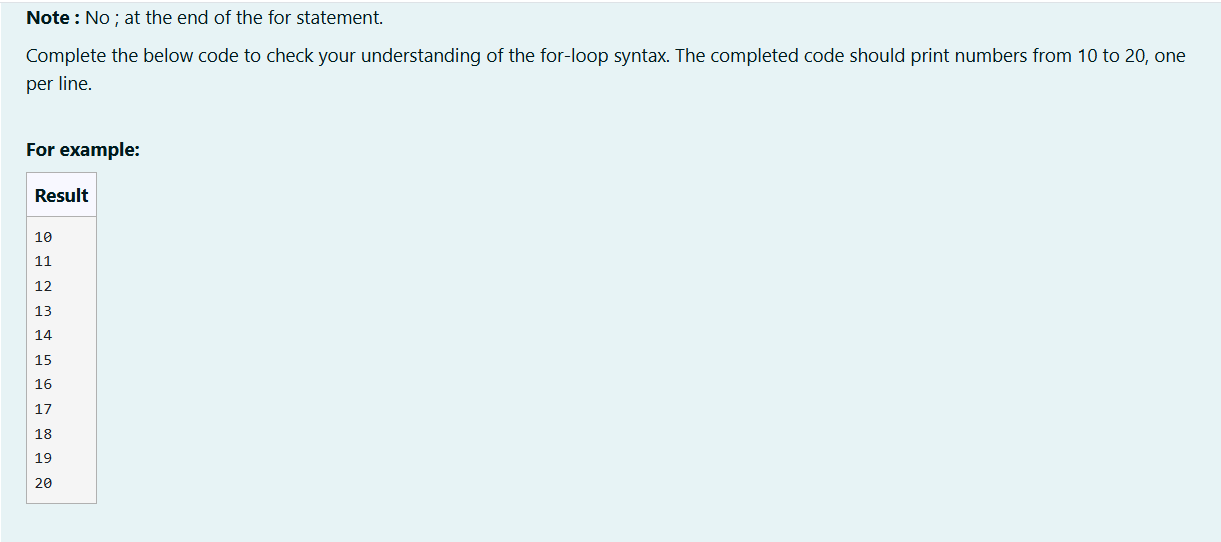 Note : No ; at the end of the for statement.
Complete the below code to check your understanding of the for-loop syntax. The completed code should print numbers from 10 to 20, one
per line.
For example:
Result
10
11
12
13
14
15
16
17
18
19
20